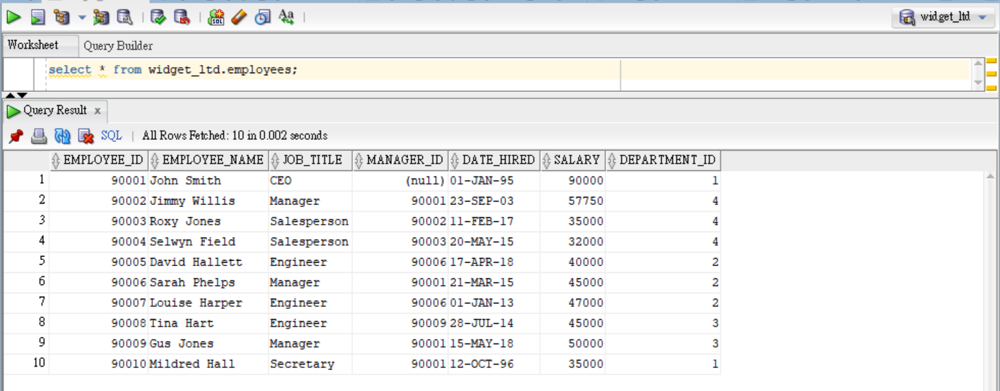 SQL Aa widget_ltd
Worksheet Query Builder
select * from widget_ltd.employees;
Query Result x
SQL | All Rows Fetched: 10 in 0.002 seconds
EMPLOYEE_ID EMPLOYEE_NAME JOB_TITLE MANAGER_ID DATE_HIRED SALARY DEPARTMENT_ID
1 90001 John Smith CEO (null) 01-JAN-95 90000 1
2 90002 Jimmy Willis Manager 90001 23-SEP-03 57750 4
3 90003 Roxy Jones Salesperson 90002 11-FEB-17 35000 4
4 90004 Selwyn Field Salesperson 90003 20-MAY-15 32000 4
5 90005 David Hallett Engineer 90006 17-APR-18 40000 2
6 90006 Sarah Phelps Manager 90001 21-MAR-15 45000 2
7 90007 Louise Harper Engineer 90006 01-JAN-13 47000 2
8 90008 Tina Hart Engineer 90009 28-JUL-14 45000 3
9 90009 Gus Jones Manager 90001 15-MAY-18 50000 3
10 90010 Mildred Hall Secretary 90001 12-OCT-96 35000 1